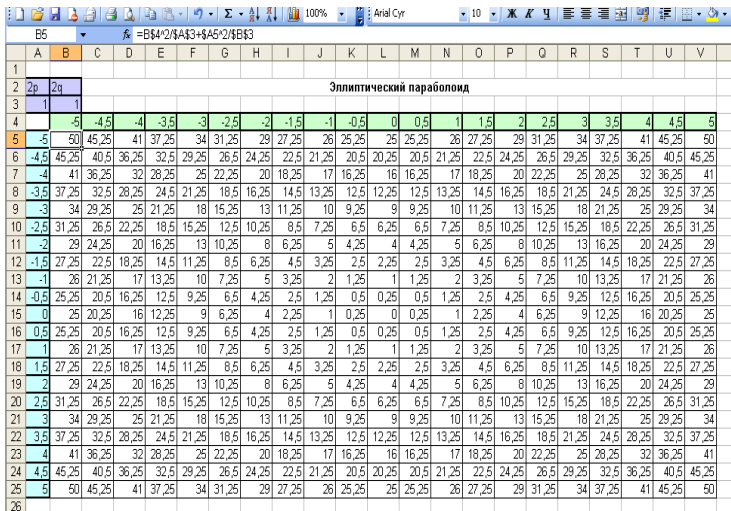 100% Arial Cyr 10 Ж К Ч
B5 fx =B$4^2/$A$3+$A5^2/$B$3
A B C D E F G H I J K L M N O P Q R S T U V
1
2 2p 2q Эллиптический параболоид
3 1 1
4 -5 -4,5 -4 -3,5 -3 -2,5 -2 -1,5 -1 -0,5 0 0,5 1 1,5 2 2,5 3 3,5 4 4,5 5
5 -5 50 45,25 41 37,25 34 31,25 29 27,25 26 25,25 25 25,25 26 27,25 29 31,25 34 37,25 41 45,25 50
6 -4,5 45,25 40,5 36,25 32,5 29,25 26,5 24,25 22,5 21,25 20,5 20,25 20,5 21,25 22,5 24,25 26,5 29,25 32,5 36,25 40,5 45,25
7 -4 41 36,25 32 28,25 25 22,25 20 18,25 17 16,25 16 16,25 17 18,25 20 22,25 25 28,25 32 36,25 41
8 -3,5 37,25 32,5 28,25 24,5 21,25 18,5 16,25 14,5 13,25 12,5 12,25 12,5 13,25 14,5 16,25 18,5 21,25 24,5 28,25 32,5 37,25
9 -3 34 29,25 25 21,25 18 15,25 13 11,25 10 9,25 9 9,25 10 11,25 13 15,25 18 21,25 25 29,25 34
10 -2,5 31,25 26,5 22,25 18,5 15,25 12,5 10,25 8,5 7,25 6,5 6,25 6,5 7,25 8,5 10,25 12,5 15,25 18,5 22,25 26,5 31,25
11 -2 29 24,25 20 16,25 13 10,25 8 6,25 5 4,25 4 4,25 5 6,25 8 10,25 13 16,25 20 24,25 29
12 -1,5 27,25 22,5 18,25 14,5 11,25 8,5 6,25 4,5 3,25 2,5 2,25 2,5 3,25 4,5 6,25 8,5 11,25 14,5 18,25 22,5 27,25
13 -1 26 21,25 17 13,25 10 7,25 5 3,25 2 1,25 1 1,25 2 3,25 5 7,25 10 13,25 17 21,25 26
14 -0,5 25,25 20,5 16,25 12,5 9,25 6,5 4,25 2,5 1,25 0,5 0,25 0,5 1,25 2,5 4,25 6,5 9,25 12,5 16,25 20,5 25,25
15 0 25 20,25 16 12,25 9 6,25 4 2,25 1 0,25 0 0,25 1 2,25 4 6,25 9 12,25 16 20,25 25
16 0,5 25,25 20,5 16,25 12,5 9,25 6,5 4,25 2,5 1,25 0,5 0,25 0,5 1,25 2,5 4,25 6,5 9,25 12,5 16,25 20,5 25,25
17 1 26 21,25 17 13,25 10 7,25 5 3,25 2 1,25 1 1,25 2 3,25 5 7,25 10 13,25 17 21,25 26
18 1,5 27,25 22,5 18,25 14,5 11,25 8,5 6,25 4,5 3,25 2,5 2,25 2,5 3,25 4,5 6,25 8,5 11,25 14,5 18,25 22,5 27,25
19 2 29 24,25 20 16,25 13 10,25 8 6,25 5 4,25 4 4,25 5 6,25 8 10,25 13 16,25 20 24,25 29
20 2,5 31,25 26,5 22,25 18,5 15,25 12,5 10,25 8,5 7,25 6,5 6,25 6,5 7,25 8,5 10,25 12,5 15,25 18,5 22,25 26,5 31,25
21 3 34 29,25 25 21,25 18 15,25 13 11,25 10 9,25 9 9,25 10 11,25 13 15,25 18 21,25 25 29,25 34
22 3,5 37,25 32,5 28,25 24,5 21,25 18,5 16,25 14,5 13,25 12,5 12,25 12,5 13,25 14,5 16,25 18,5 21,25 24,5 28,25 32,5 37,25
23 4 41 36,25 32 28,25 25 22,25 20 18,25 17 16,25 16 16,25 17 18,25 20 22,25 25 28,25 32 36,25 41
24 4,5 45,25 40,5 36,25 32,5 29,25 26,5 24,25 22,5 21,25 20,5 20,25 20,5 21,25 22,5 24,25 26,5 29,25 32,5 36,25 40,5 45,25
25 5 50 45,25 41 37,25 34 31,25 29 27,25 26 25,25 25 25,25 26 27,25 29 31,25 34 37,25 41 45,25 50
26